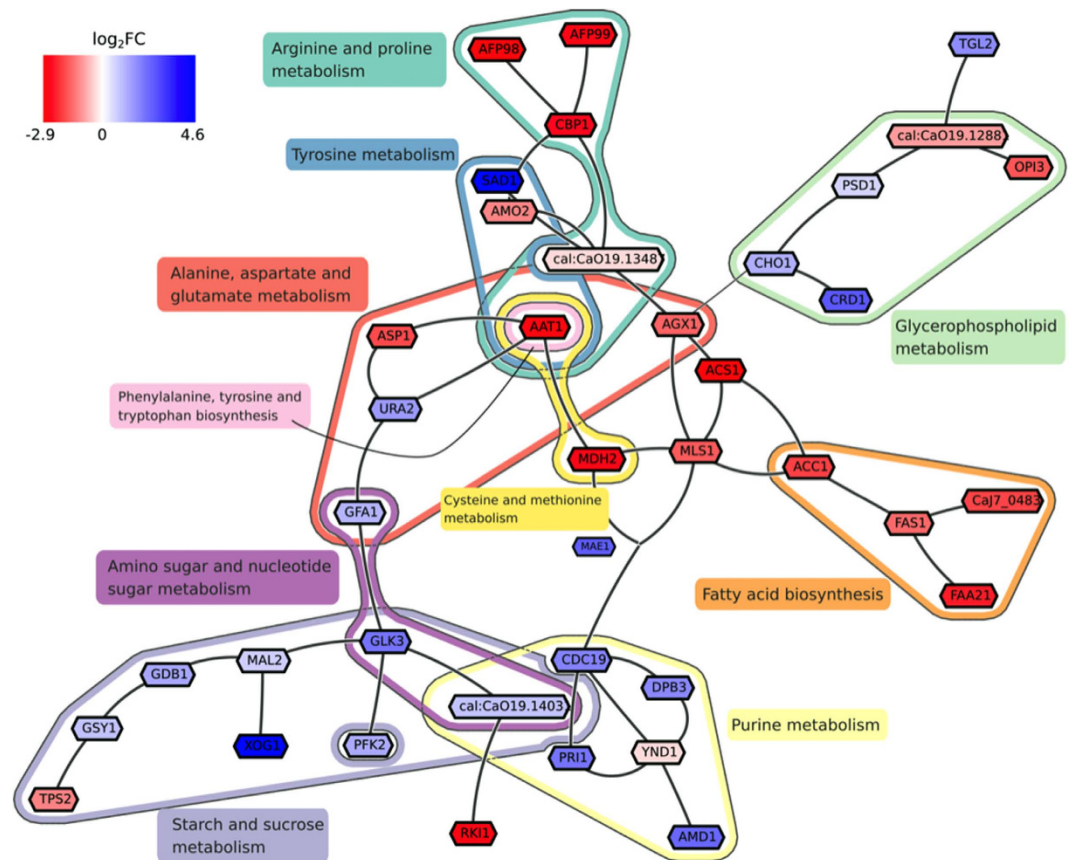 log₂FC
-2.9 0 4.6
Arginine and proline
metabolism
AFP98
AFP99
CBP1
TGL2
cal:CaO19.1288
OPI3
PSD1
CHO1
CRD1
Glycerophospholipid
metabolism
Tyrosine metabolism
SAD1
AMO2
cal:CaO19.1348
Alanine, aspartate and
glutamate metabolism
ASP1
AAT1
AGX1
ACS1
URA2
Phenylalanine, tyrosine and
tryptophan biosynthesis
MDH2
MLS1
ACC1
CaJ7_0483
FAS1
FAA21
Fatty acid biosynthesis
Cysteine and methionine
metabolism
GFA1
MAE1
Amino sugar and nucleotide
sugar metabolism
GLK3
MAL2
GDB1
GSY1
XOG1
TPS2
PFK2
cal:CaO19.1403
CDC19
DPB3
YND1
PRI1
AMD1
RKI1
Purine metabolism
Starch and sucrose
metabolism